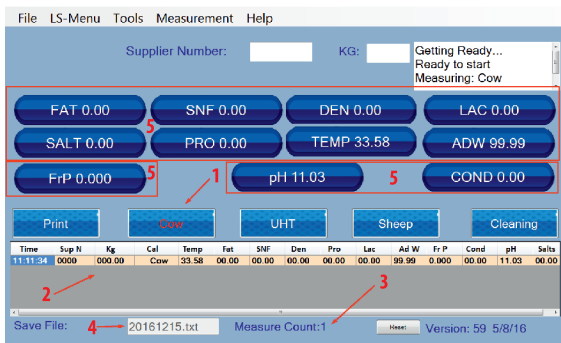 File LS-Menu Tools Measurement Help
Supplier Number: KG:
Getting Ready...
Ready to start
Measuring: Cow
FAT 0.00 SNF 0.00 DEN 0.00 LAC 0.00
5
SALT 0.00 PRO 0.00 TEMP 33.58 ADW 99.99
FrP 0.000 5 1 pH 11.03 5 COND 0.00
Print Cow UHT Sheep Cleaning
Time Sup N Kg Cal Temp Fat SNF Den Pro Lac Ad W Fr P Cond pH Salts
11:11:34 0000 000.00 Cow 33.58 00.00 00.00 00.00 00.00 00.00 99.99 0.000 00.00 11.03 00.00
2 3
Save File: 4 20161215.txt Measure Count:1 Reset Version: 59 5/8/16